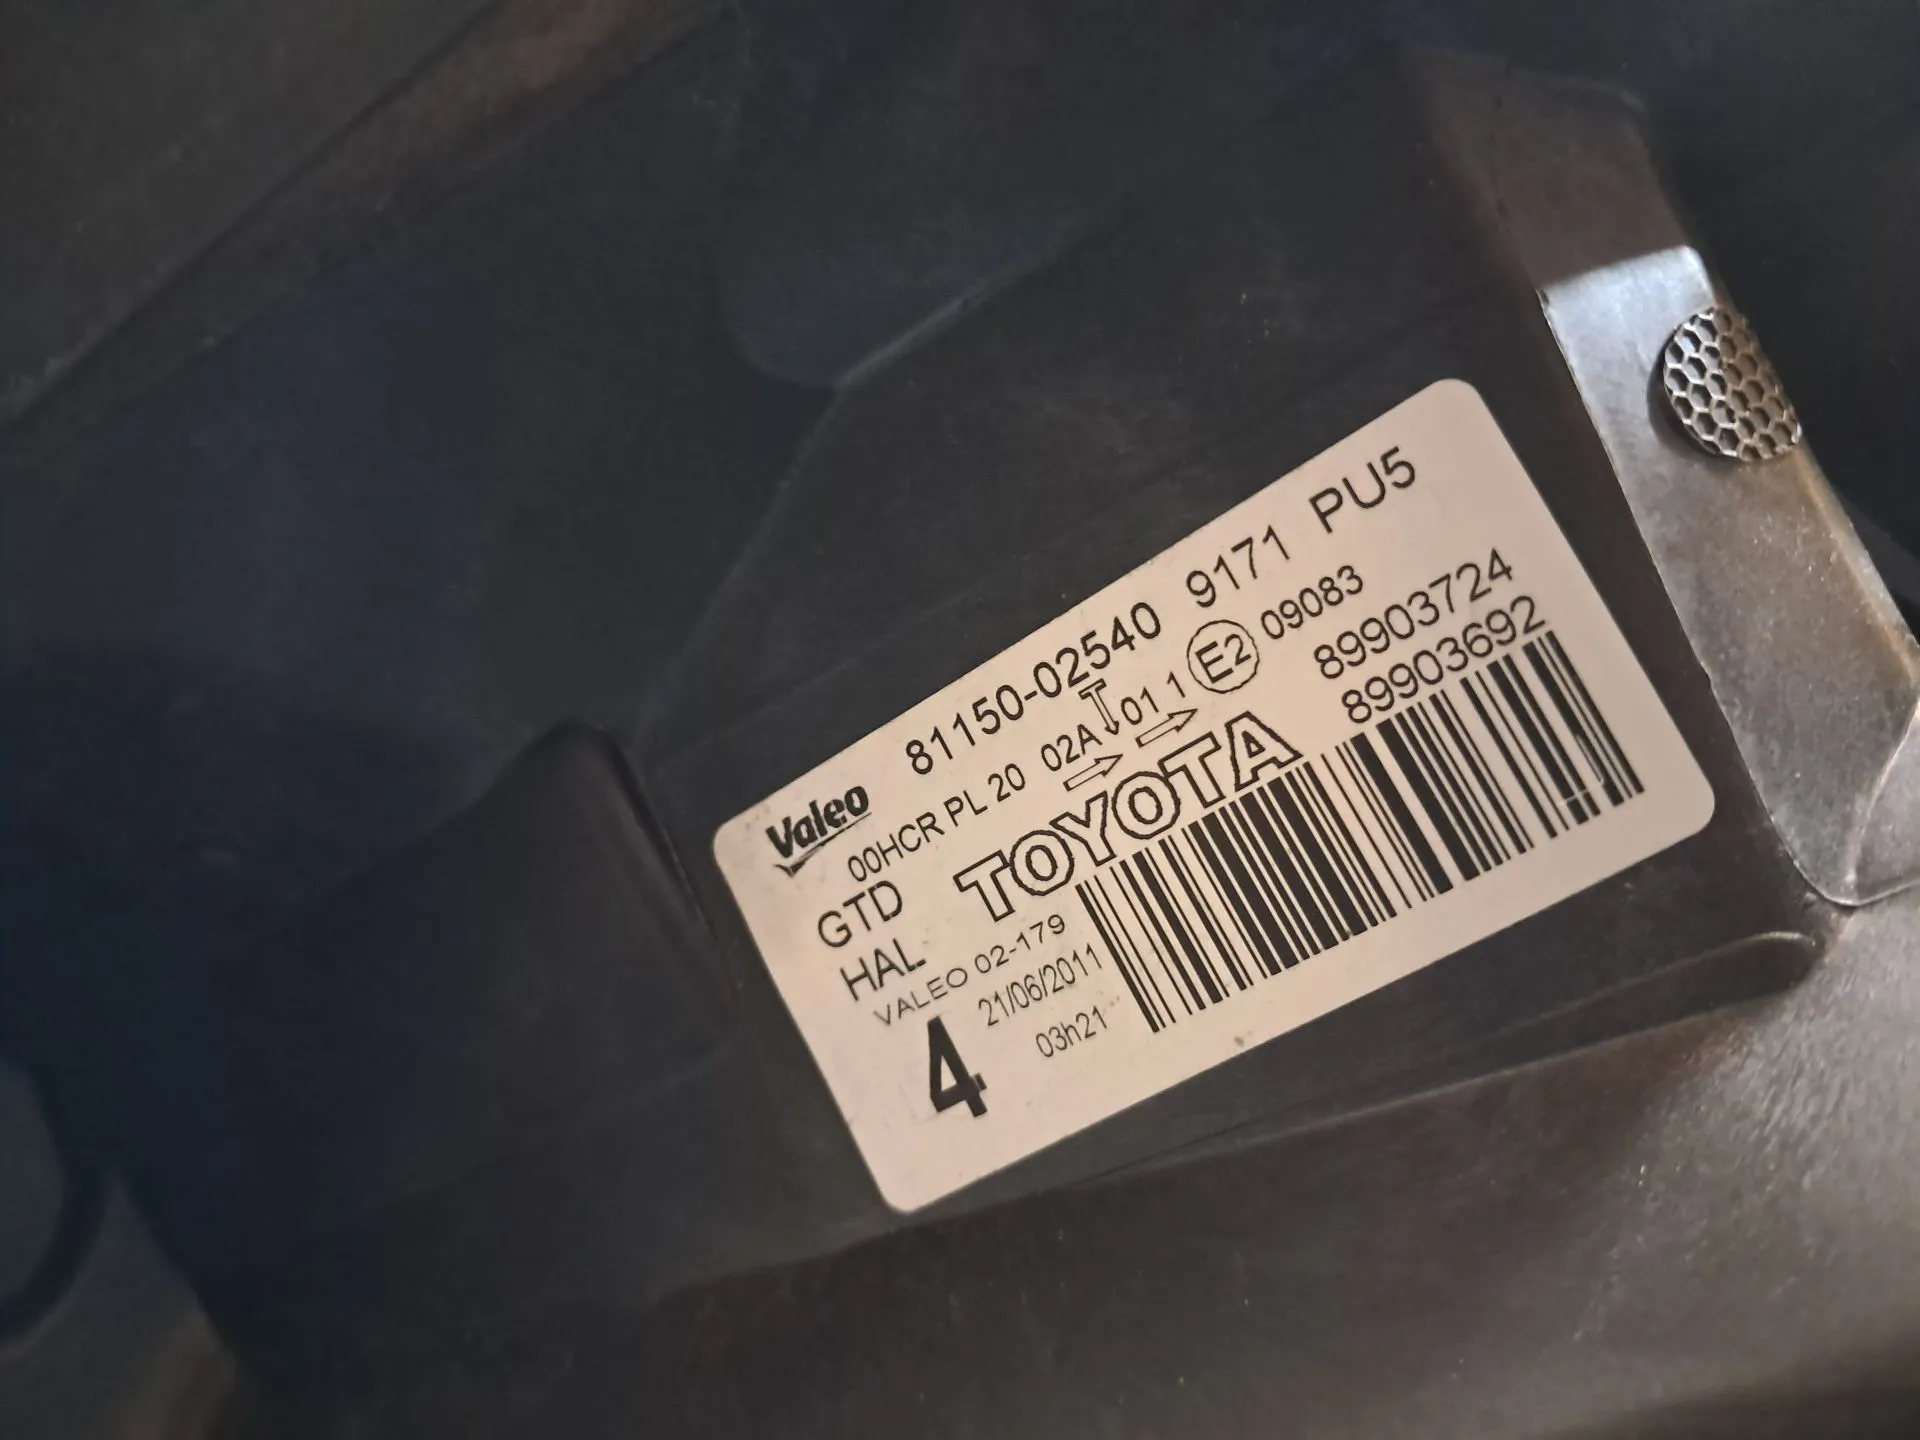 81150-02540 9171 PU5
Valeo
00HCR PL 20 02A 01 1 E2 09083
GTD TOYOTA 89903724
HAL 89903692
VALEO 02-179
21/06/2011
4 03h21